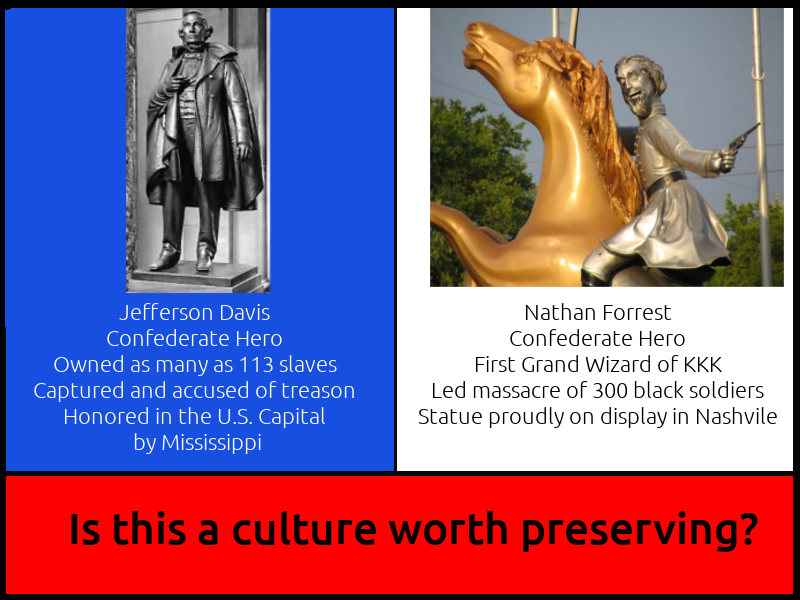 Jefferson Davis
Confederate Hero
Owned as many as 113 slaves
Captured and accused of treason
Honored in the U.S. Capital
by Mississippi
Nathan Forrest
Confederate Hero
First Grand Wizard of KKK
Led massacre of 300 black soldiers
Statue proudly on display in Nashvile
Is this a culture worth preserving?